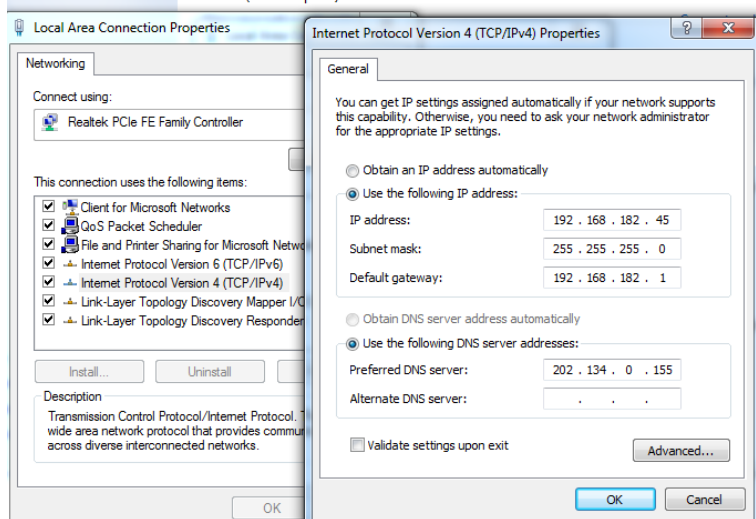 Local Area Connection Properties
Networking
Connect using:
Realtek PCIe FE Family Controller
This connection uses the following items:
Client for Microsoft Networks
QoS Packet Scheduler
File and Printer Sharing for Microsoft Netwo
Internet Protocol Version 6 (TCP/IPv6)
Internet Protocol Version 4 (TCP/IPv4)
Link-Layer Topology Discovery Mapper I/O
Link-Layer Topology Discovery Responder
Install...
Uninstall
Description
Transmission Control Protocol/Internet Protocol. T
wide area network protocol that provides commun
across diverse interconnected networks.
OK
Internet Protocol Version 4 (TCP/IPv4) Properties
General
You can get IP settings assigned automatically if your network supports
this capability. Otherwise, you need to ask your network administrator
for the appropriate IP settings.
Obtain an IP address automatically
Use the following IP address:
IP address: 192 . 168 . 182 . 45
Subnet mask: 255 . 255 . 255 . 0
Default gateway: 192 . 168 . 182 . 1
Obtain DNS server address automatically
Use the following DNS server addresses:
Preferred DNS server: 202 . 134 . 0 . 155
Alternate DNS server: . . .
Validate settings upon exit
Advanced...
OK
Cancel